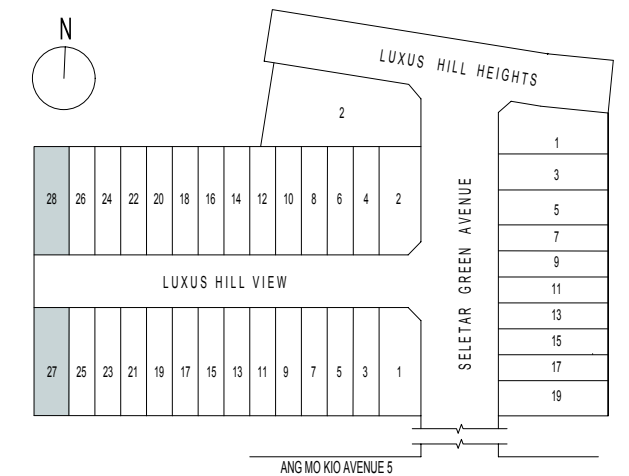 N
LUXUS HILL HEIGHTS
2
1
3
5
7
9
11
13
15
17
19
SELETAR GREEN AVENUE
28 26 24 22 20 18 16 14 12 10 8 6 4 2
LUXUS HILL VIEW
27 25 23 21 19 17 15 13 11 9 7 5 3 1
ANG MO KIO AVENUE 5